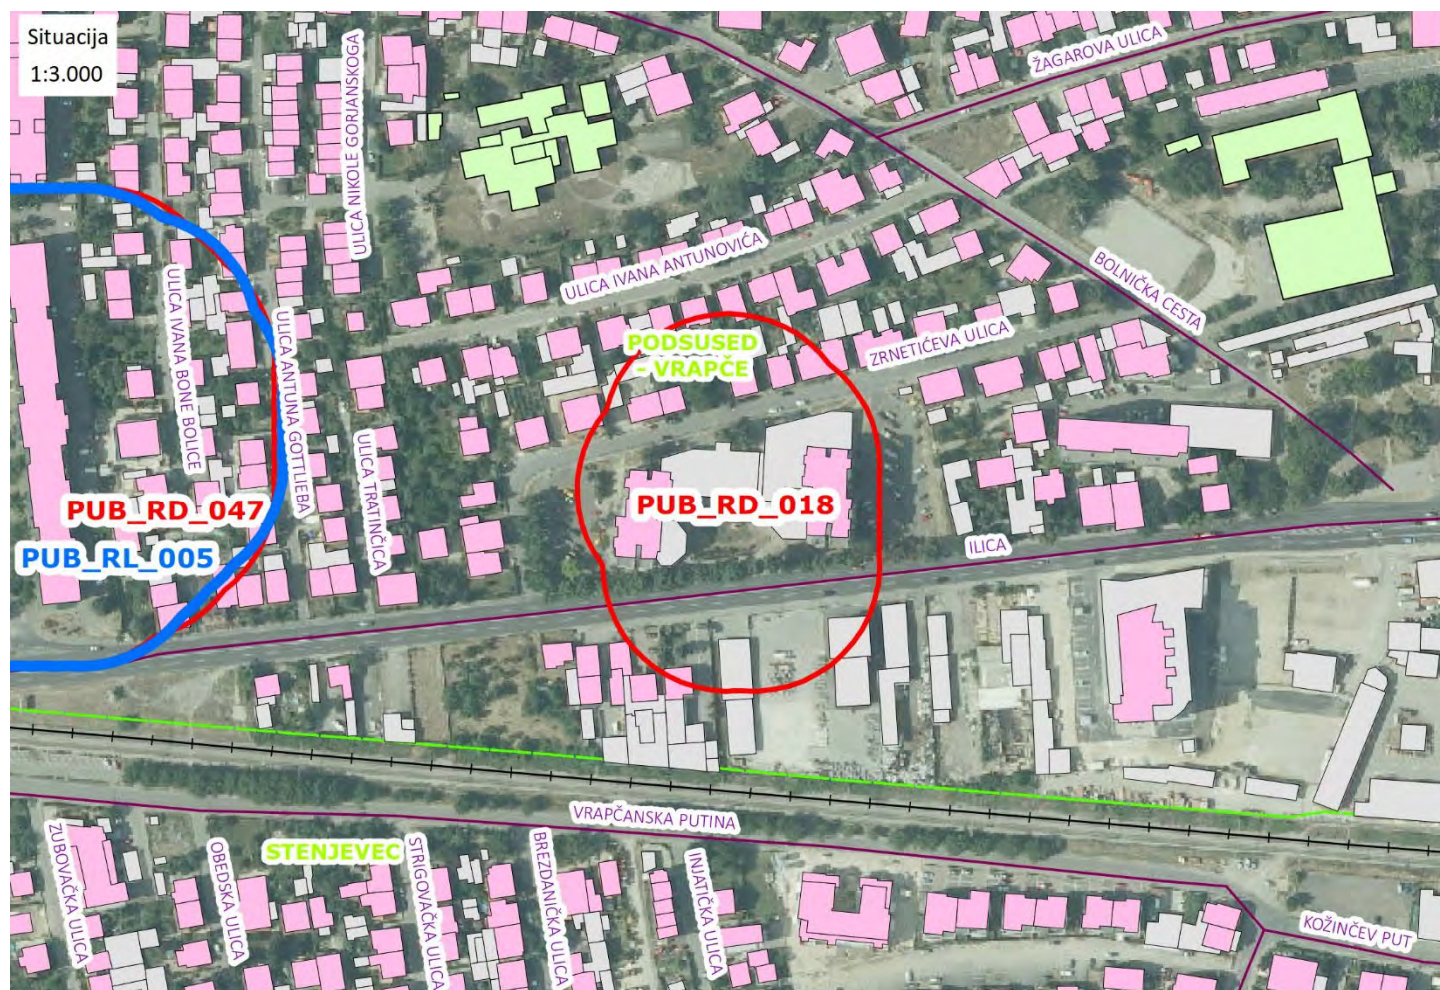 Situacija
1:3.000
ŽAGAROVA ULICA
ULICA NIKOLE GORJANSKOGA
ULICA IVANA ANTUNOVIĆA
BOLNIČKA CESTA
ULICA IVANA BONE BOLICE
ULICA ANTUNA GOTTLIEBA
PODSUSED
- VRAPČE
ZRNETIĆEVA ULICA
ULICA TRATINČICA
PUB_RD_047
PUB_RD_018
PUB_RL_005
ILICA
VRAPČANSKA PUTINA
ZUBOVAČKA ULICA
OBEDSKA ULICA
STENJEVEC
STRIGOVAČKA ULICA
BREZDANIČKA ULICA
INJATIČKA ULICA
KOŽINČEV PUT